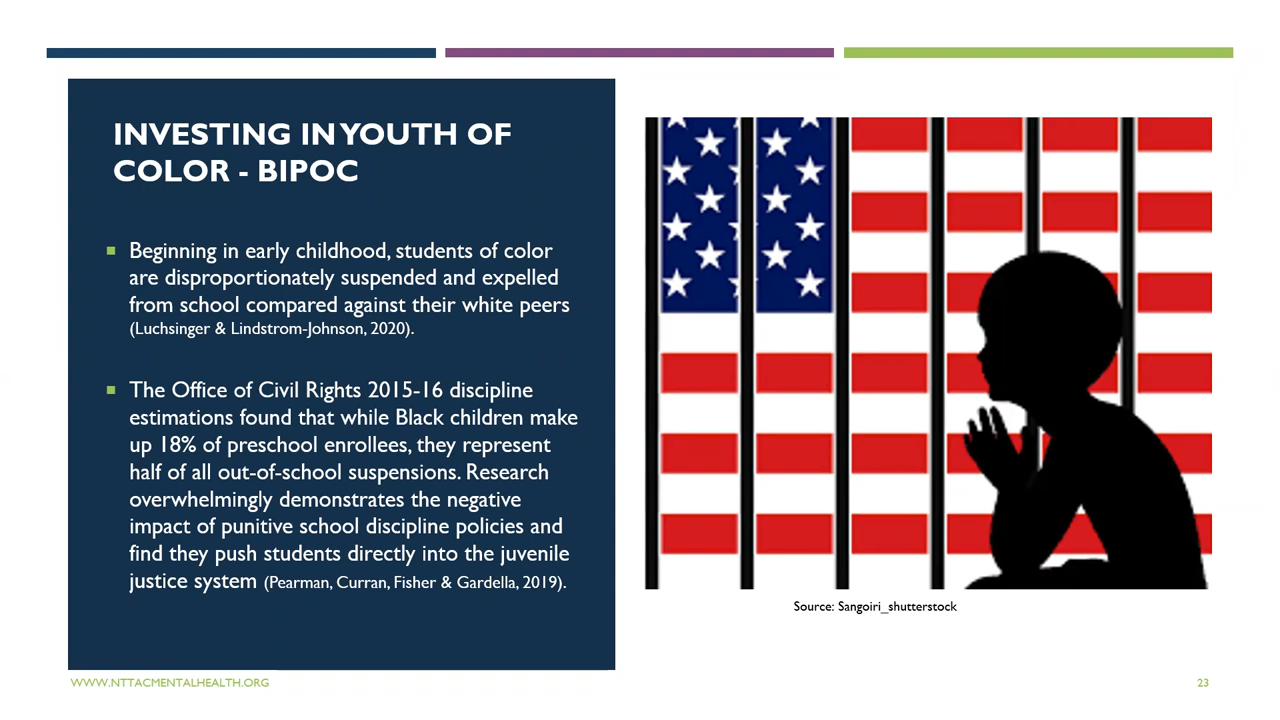 INVESTING IN YOUTH OF
COLOR - BIPOC
Beginning in early childhood, students of color
are disproportionately suspended and expelled
from school compared against their white peers
(Luchsinger & Lindstrom-Johnson, 2020).
The Office of Civil Rights 2015-16 discipline
estimations found that while Black children make
up 18% of preschool enrollees, they represent
half of all out-of-school suspensions. Research
overwhelmingly demonstrates the negative
impact of punitive school discipline policies and
find they push students directly into the juvenile
justice system (Pearman, Curran, Fisher & Gardella, 2019).
Source: Sangoiri_shutterstock
WWW.NTTACMENTALHEALTH.ORG
23